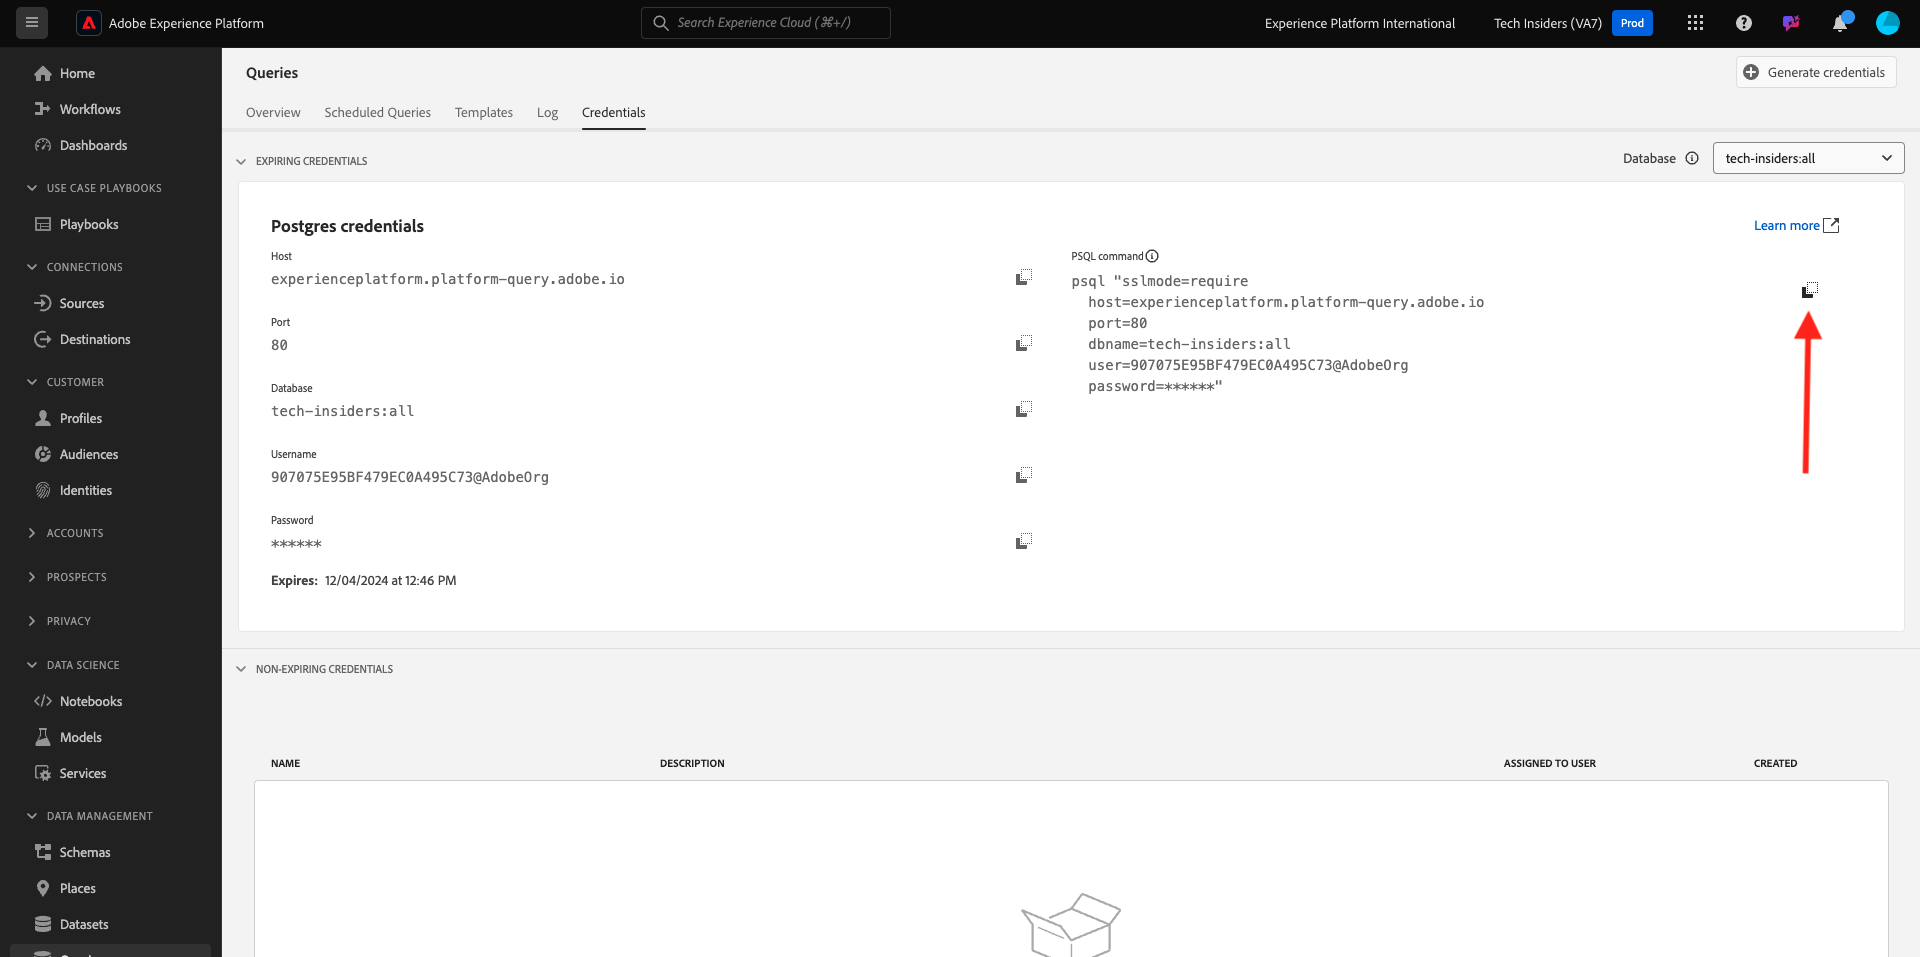 Adobe Experience Platform
Search Experience Cloud (⌘+/)
Experience Platform International
Tech Insiders (VA7)
Prod
Home
Workflows
Dashboards
USE CASE PLAYBOOKS
Playbooks
CONNECTIONS
Sources
Destinations
CUSTOMER
Profiles
Audiences
Identities
ACCOUNTS
PROSPECTS
PRIVACY
DATA SCIENCE
Notebooks
Models
Services
DATA MANAGEMENT
Schemas
Places
Datasets
Queries
Generate credentials
Overview
Scheduled Queries
Templates
Log
Credentials
EXPIRING CREDENTIALS
Database
tech-insiders:all
Postgres credentials
Learn more
Host
experienceplatform.platform-query.adobe.io
Port
80
Database
tech-insiders:all
Username
907075E95BF479EC0A495C73@AdobeOrg
Password
******
Expires: 12/04/2024 at 12:46 PM
PSQL command
psql "sslmode=require
host=experienceplatform.platform-query.adobe.io
port=80
dbname=tech-insiders:all
user=907075E95BF479EC0A495C73@AdobeOrg
password=******"
NON-EXPIRING CREDENTIALS
NAME
DESCRIPTION
ASSIGNED TO USER
CREATED